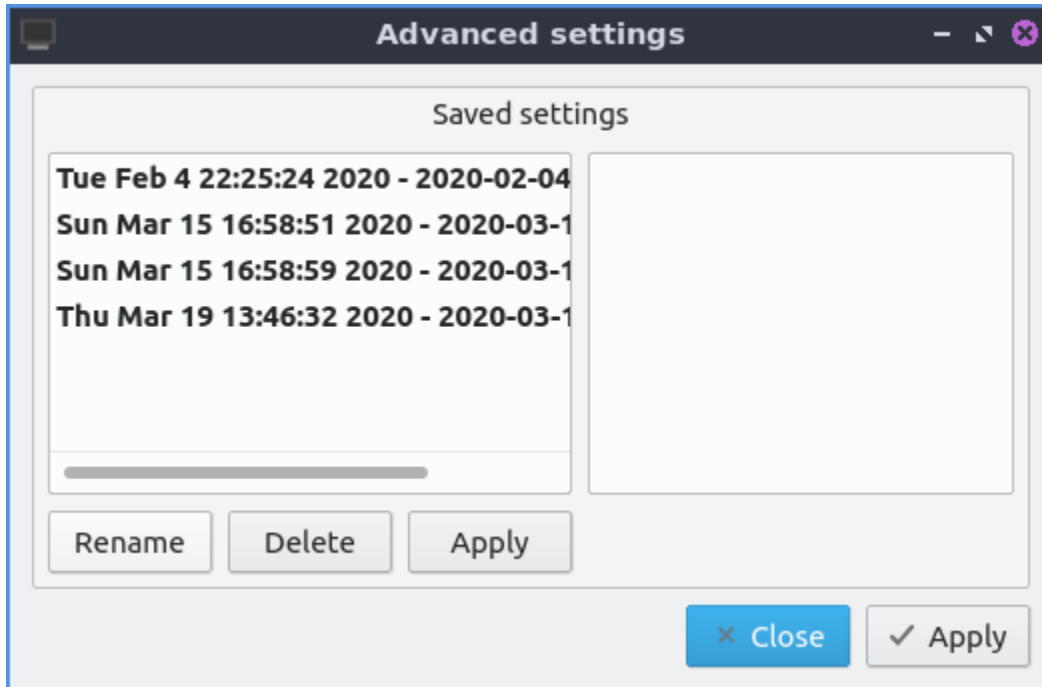 Advanced settings
Saved settings
Tue Feb 4 22:25:24 2020 - 2020-02-04
Sun Mar 15 16:58:51 2020 - 2020-03-1
Sun Mar 15 16:58:59 2020 - 2020-03-1
Thu Mar 19 13:46:32 2020 - 2020-03-1
Rename Delete Apply
Close Apply